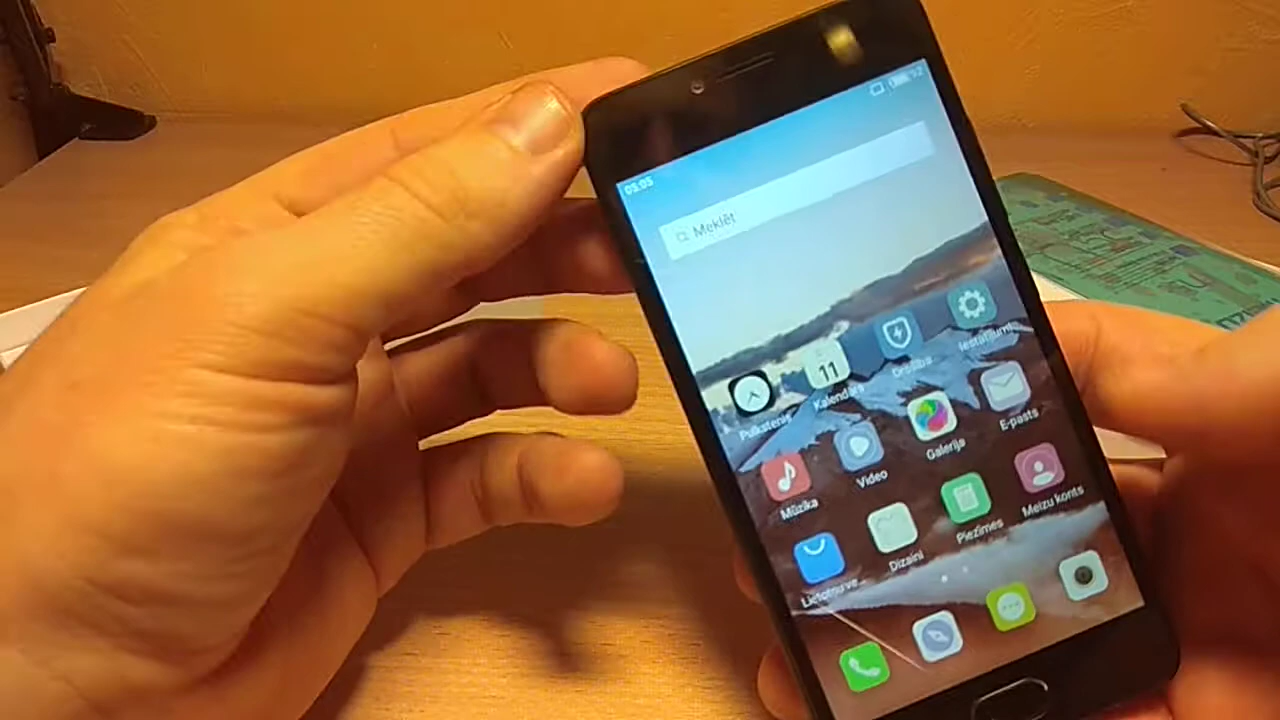 03:05
Meklēt
11
Pulkstenis
Kalendārs
Drošība
Iestatījumi
Mūzika
Video
Galerija
E-pasts
Dizaini
Piezīmes
Meizu konts